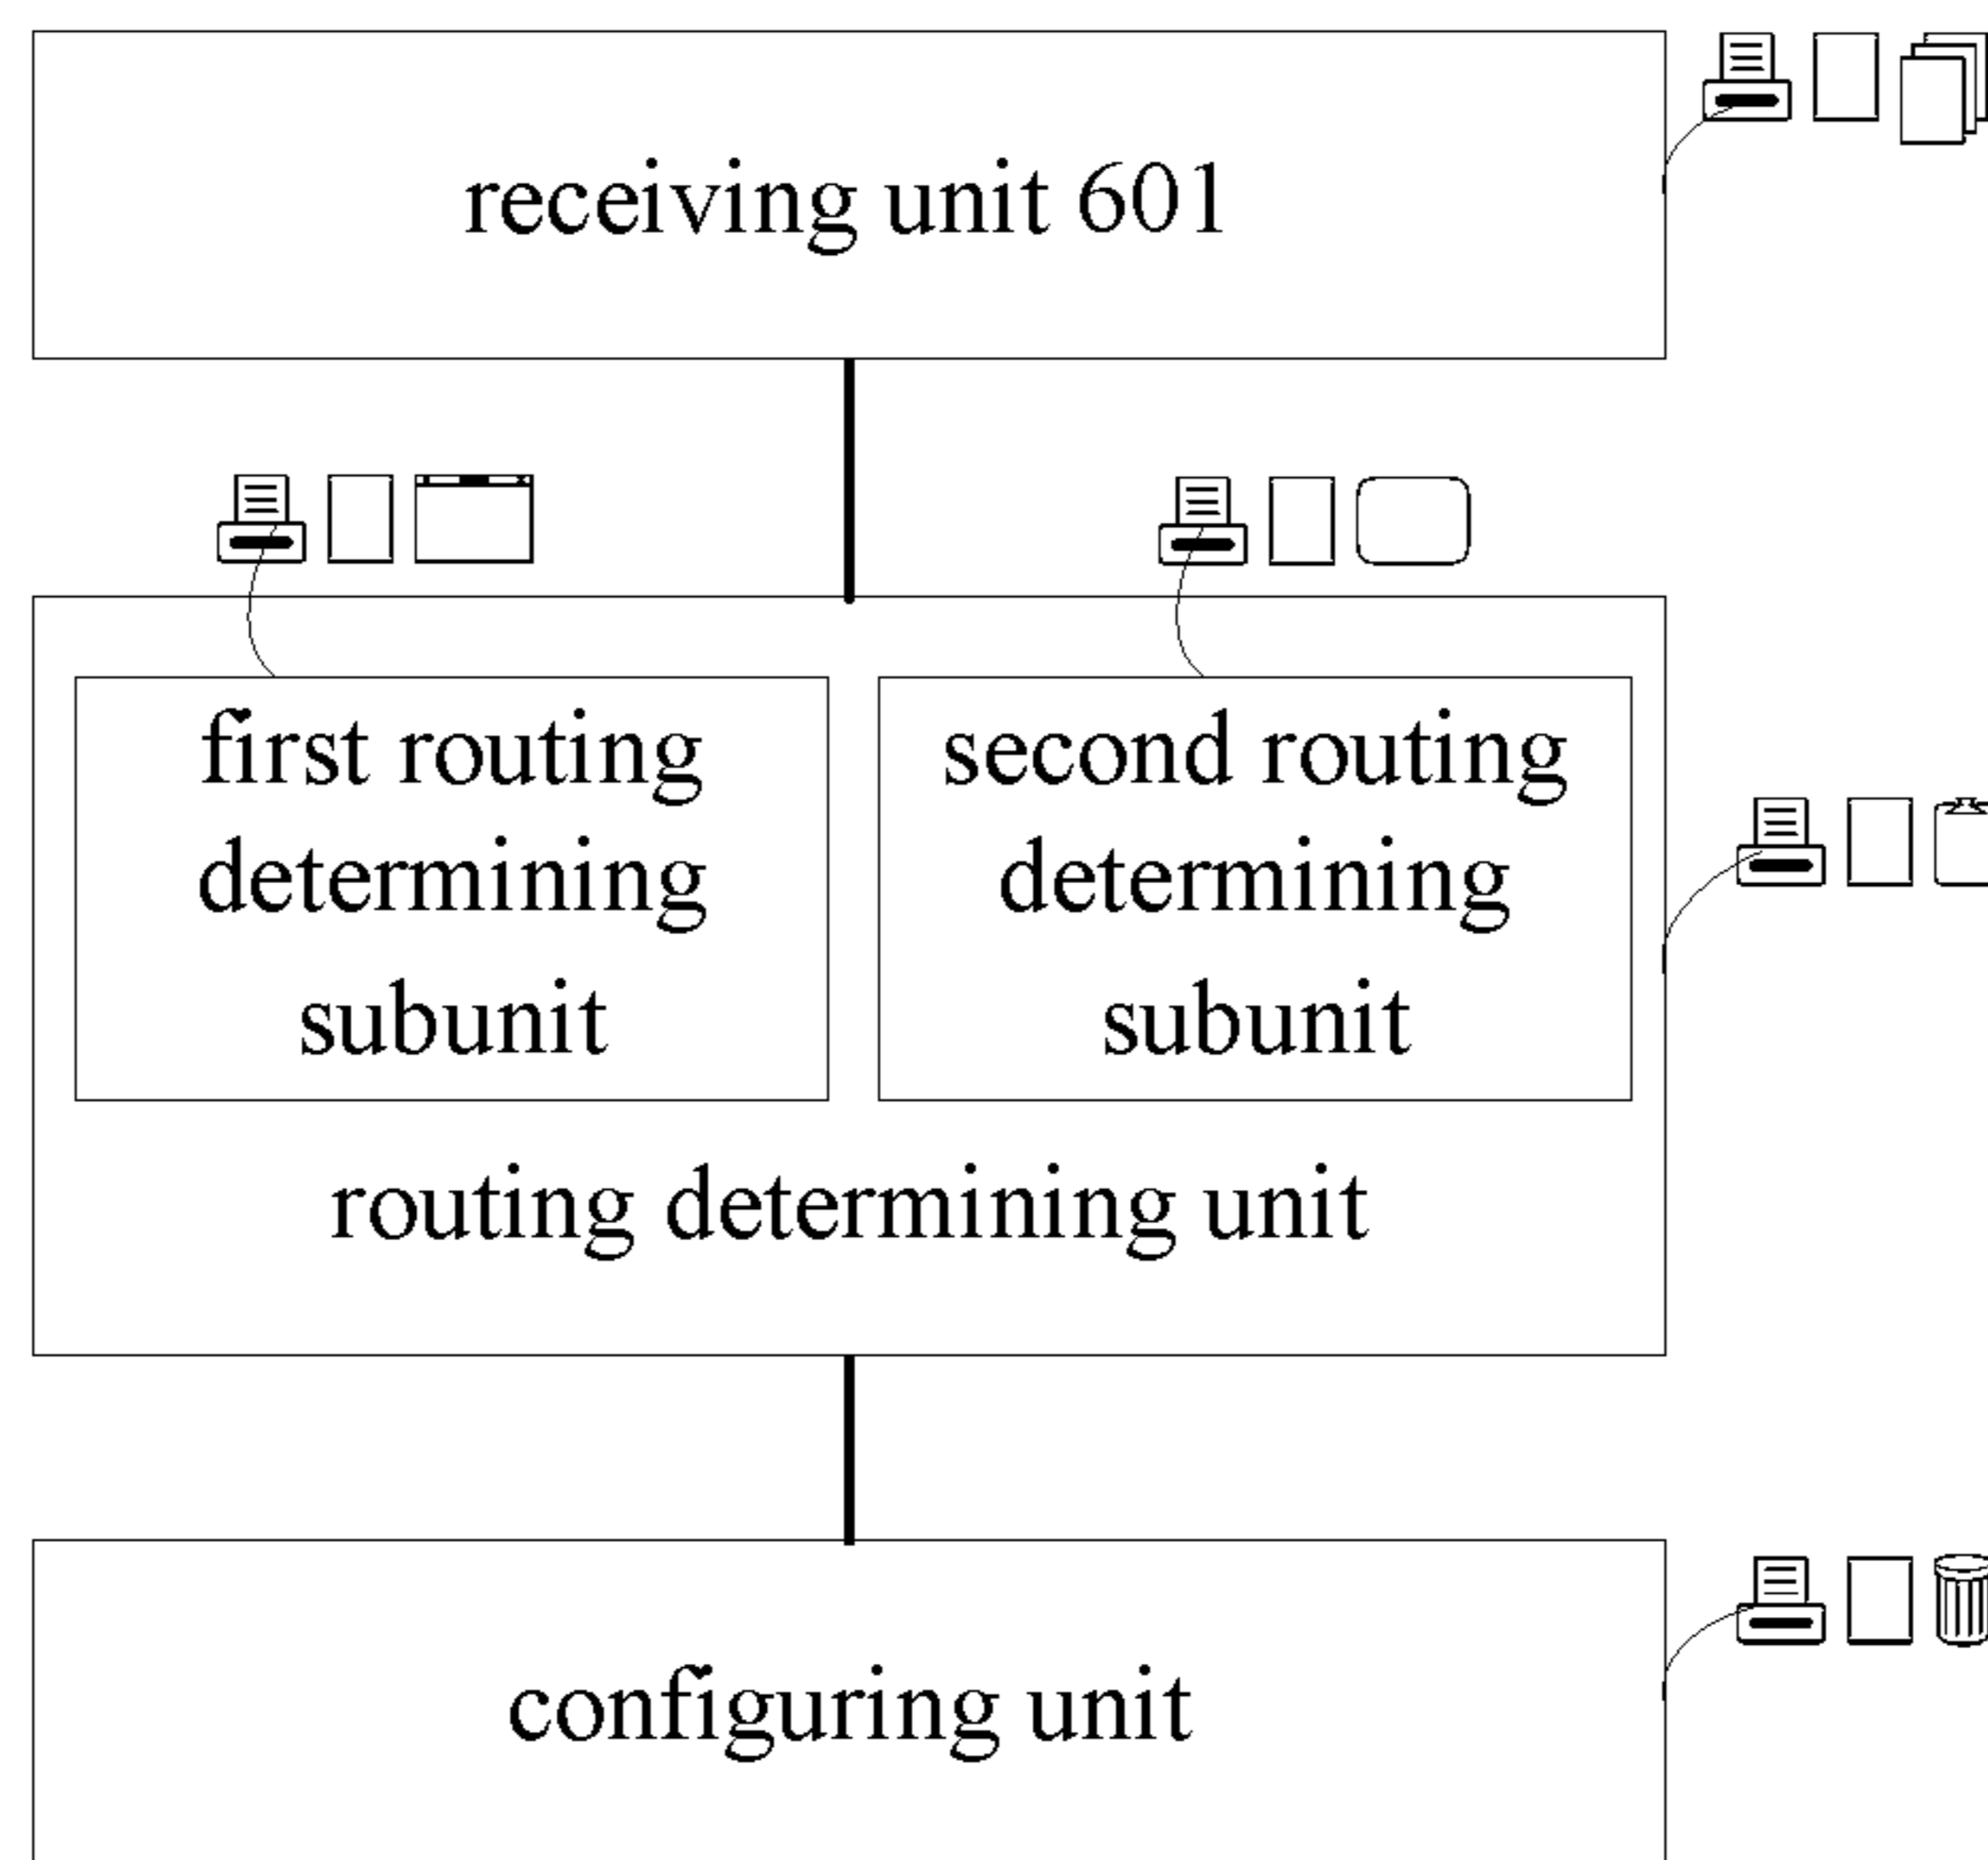 receiving unit 601
first routing
determining
subunit
second routing
determining
subunit
routing determining unit
configuring unit